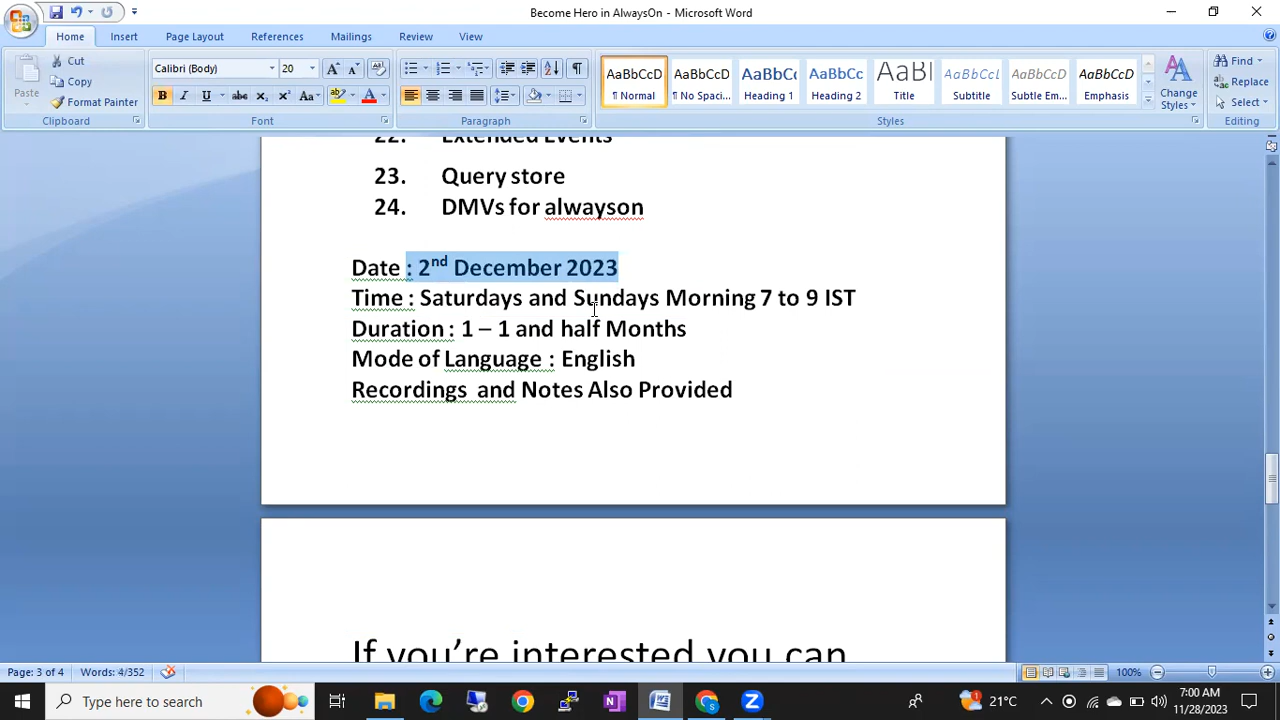 Become Hero in AlwaysOn - Microsoft Word
Home Insert Page Layout References Mailings Review View
Paste
Cut
Copy
Format Painter
Clipboard
Calibri (Body) 20
Font
Paragraph
AaBbCcD AaBbCcD AaBbCc AaBbCc AaBl AaBbCcL AaBbCcD AaBbCcD
¶ Normal ¶ No Spaci... Heading 1 Heading 2 Title Subtitle Subtle Em... Emphasis
Change Styles
Styles
Find
Replace
Select
Editing
22. Extended Events
23. Query store
24. DMVs for alwayson
Date : 2nd December 2023
Time : Saturdays and Sundays Morning 7 to 9 IST
Duration : 1 – 1 and half Months
Mode of Language : English
Recordings and Notes Also Provided
If you’re interested you can
Page: 3 of 4 Words: 4/352 100%
Type here to search
21°C
7:00 AM
11/28/2023